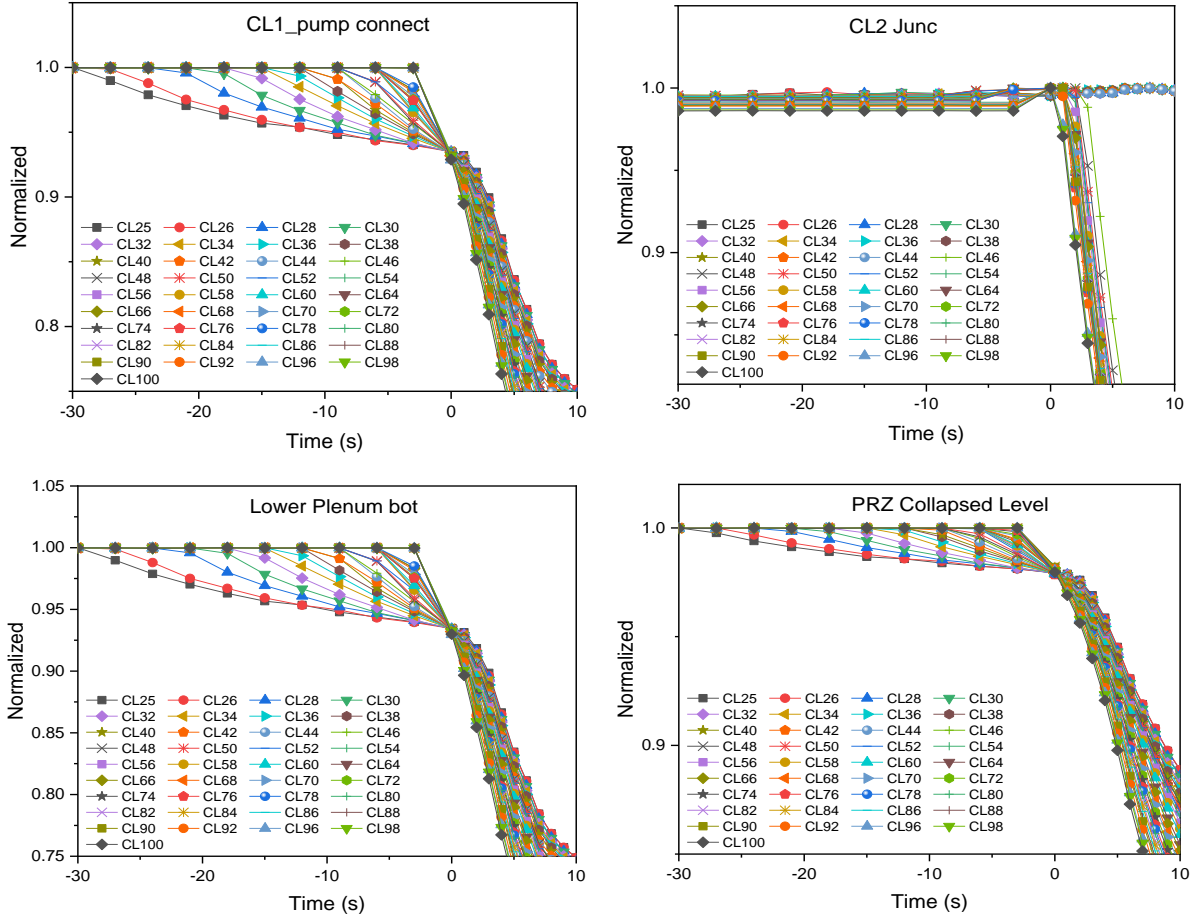 CL1_pump connect
Normalized
1.0
0.9
0.8
CL25 CL26 CL28 CL30
CL32 CL34 CL36 CL38
CL40 CL42 CL44 CL46
CL48 CL50 CL52 CL54
CL56 CL58 CL60 CL64
CL66 CL68 CL70 CL72
CL74 CL76 CL78 CL80
CL82 CL84 CL86 CL88
CL90 CL92 CL96 CL98
CL100
-30 -20 -10 0 10
Time (s)
CL2 Junc
Normalized
1.0
0.9
CL25 CL26 CL28 CL30
CL32 CL34 CL36 CL38
CL40 CL42 CL44 CL46
CL48 CL50 CL52 CL54
CL56 CL58 CL60 CL64
CL66 CL68 CL70 CL72
CL74 CL76 CL78 CL80
CL82 CL84 CL86 CL88
CL90 CL92 CL96 CL98
CL100
-30 -20 -10 0 10
Time (s)
Lower Plenum bot
Normalized
1.05
1.00
0.95
0.90
0.85
0.80
0.75
CL25 CL26 CL28 CL30
CL32 CL34 CL36 CL38
CL40 CL42 CL44 CL46
CL48 CL50 CL52 CL54
CL56 CL58 CL60 CL64
CL66 CL68 CL70 CL72
CL74 CL76 CL78 CL80
CL82 CL84 CL86 CL88
CL90 CL92 CL96 CL98
CL100
-30 -20 -10 0 10
Time (s)
PRZ Collapsed Level
Normalized
1.0
0.9
CL25 CL26 CL28 CL30
CL32 CL34 CL36 CL38
CL40 CL42 CL44 CL46
CL48 CL50 CL52 CL54
CL56 CL58 CL60 CL64
CL66 CL68 CL70 CL72
CL74 CL76 CL78 CL80
CL82 CL84 CL86 CL88
CL90 CL92 CL96 CL98
CL100
-30 -20 -10 0 10
Time (s)